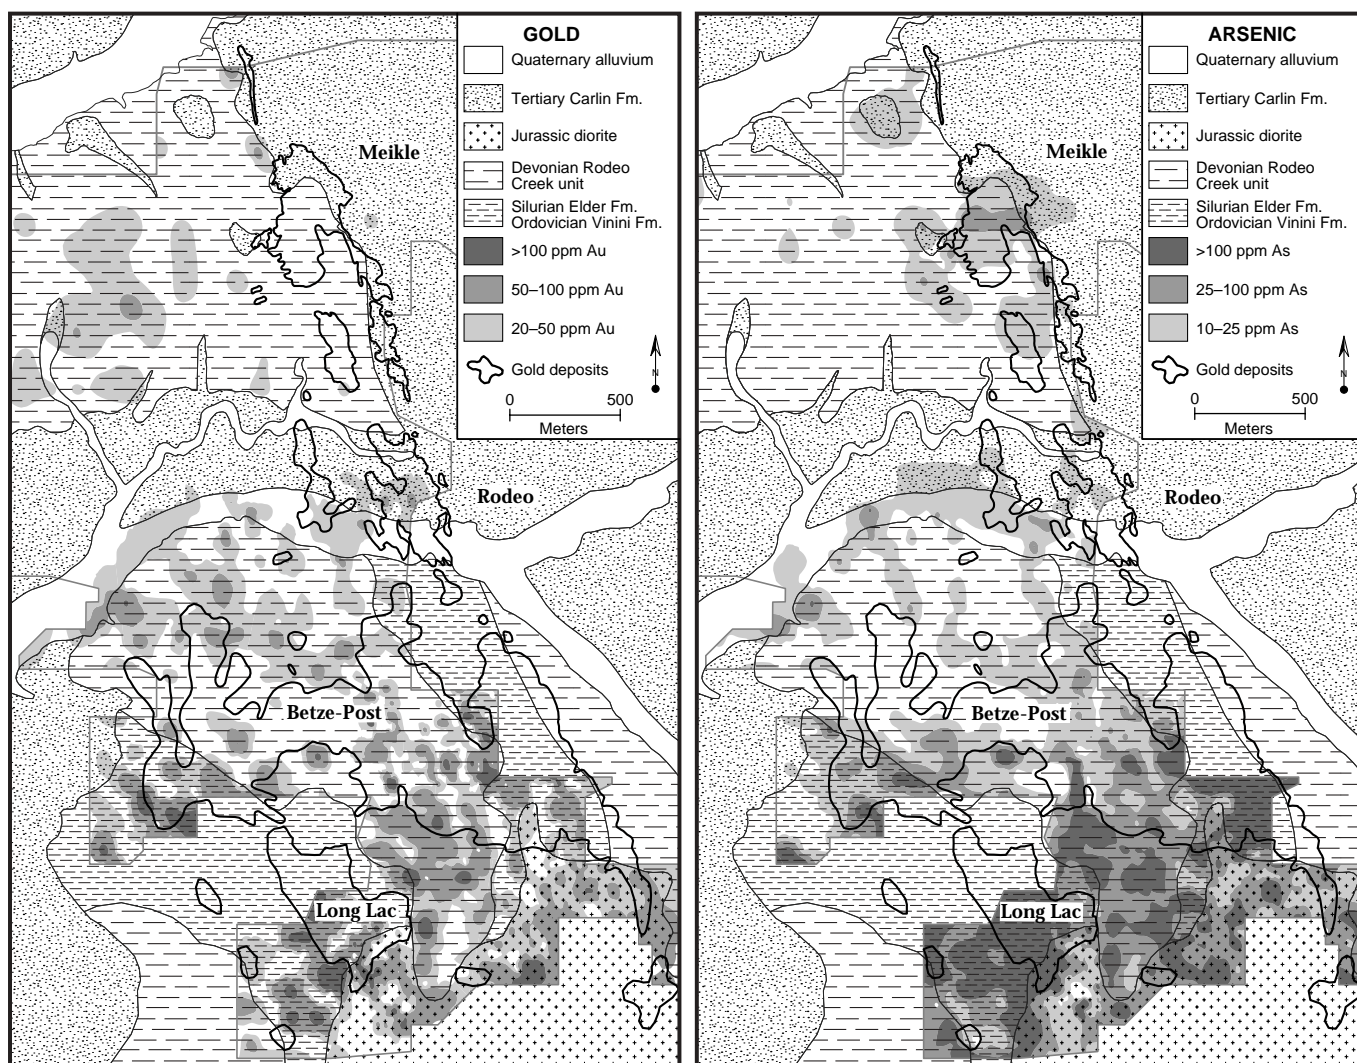 GOLD
Quaternary alluvium
Tertiary Carlin Fm.
Jurassic diorite
Devonian Rodeo
Creek unit
Silurian Elder Fm.
Ordovician Vinini Fm.
>100 ppm Au
50–100 ppm Au
20–50 ppm Au
Gold deposits
N
0 500
Meters
Meikle
Rodeo
Betze-Post
Long Lac
ARSENIC
Quaternary alluvium
Tertiary Carlin Fm.
Jurassic diorite
Devonian Rodeo
Creek unit
Silurian Elder Fm.
Ordovician Vinini Fm.
>100 ppm As
25–100 ppm As
10–25 ppm As
Gold deposits
N
0 500
Meters
Meikle
Rodeo
Betze-Post
Long Lac